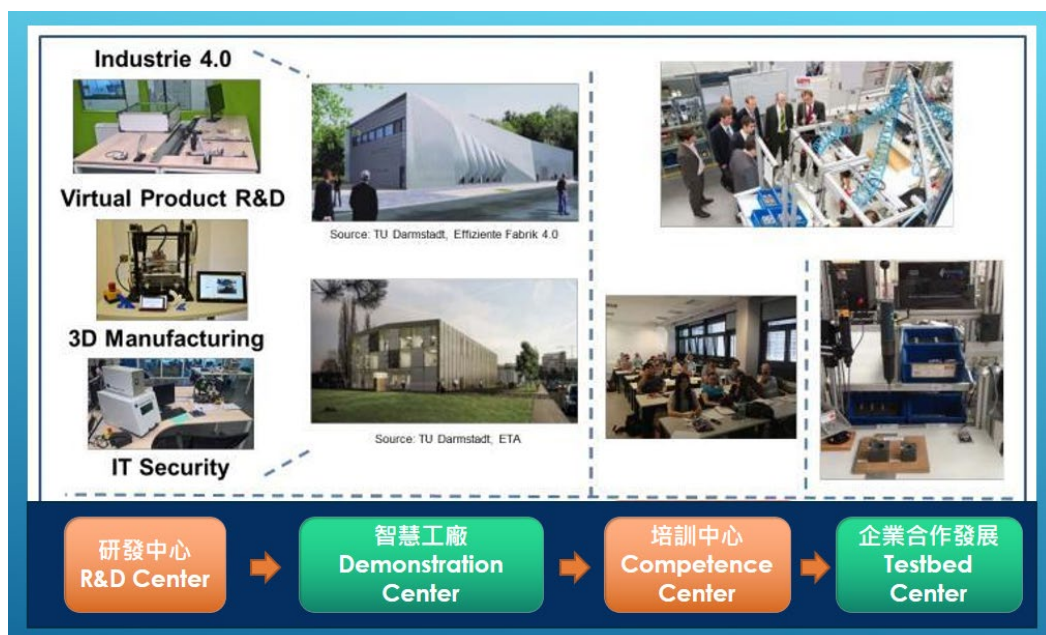 Industrie 4.0
Virtual Product R&D
3D Manufacturing
IT Security
Source: TU Darmstadt, Effiziente Fabrik 4.0
Source: TU Darmstadt, ETA
研發中心
R&D Center
智慧工廠
Demonstration
Center
培訓中心
Competence
Center
企業合作發展
Testbed
Center